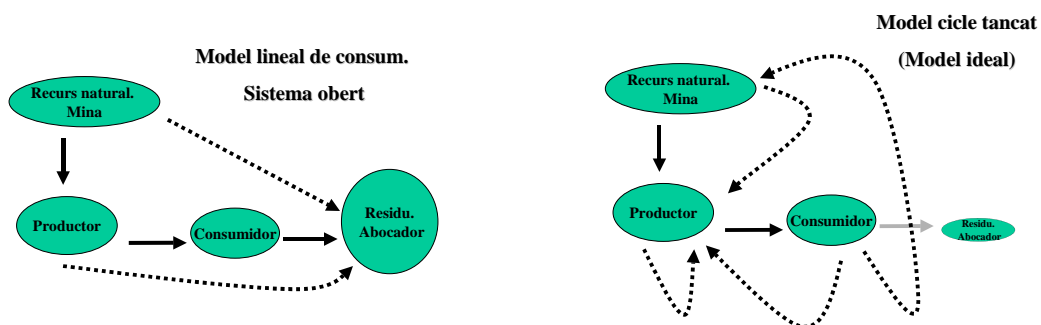 Model lineal de consum.
Sistema obert
Recurs natural.
Mina
Productor
Consumidor
Residu.
Abocador
Model cicle tancat
(Model ideal)
Recurs natural.
Mina
Productor
Consumidor
Residu.
Abocador